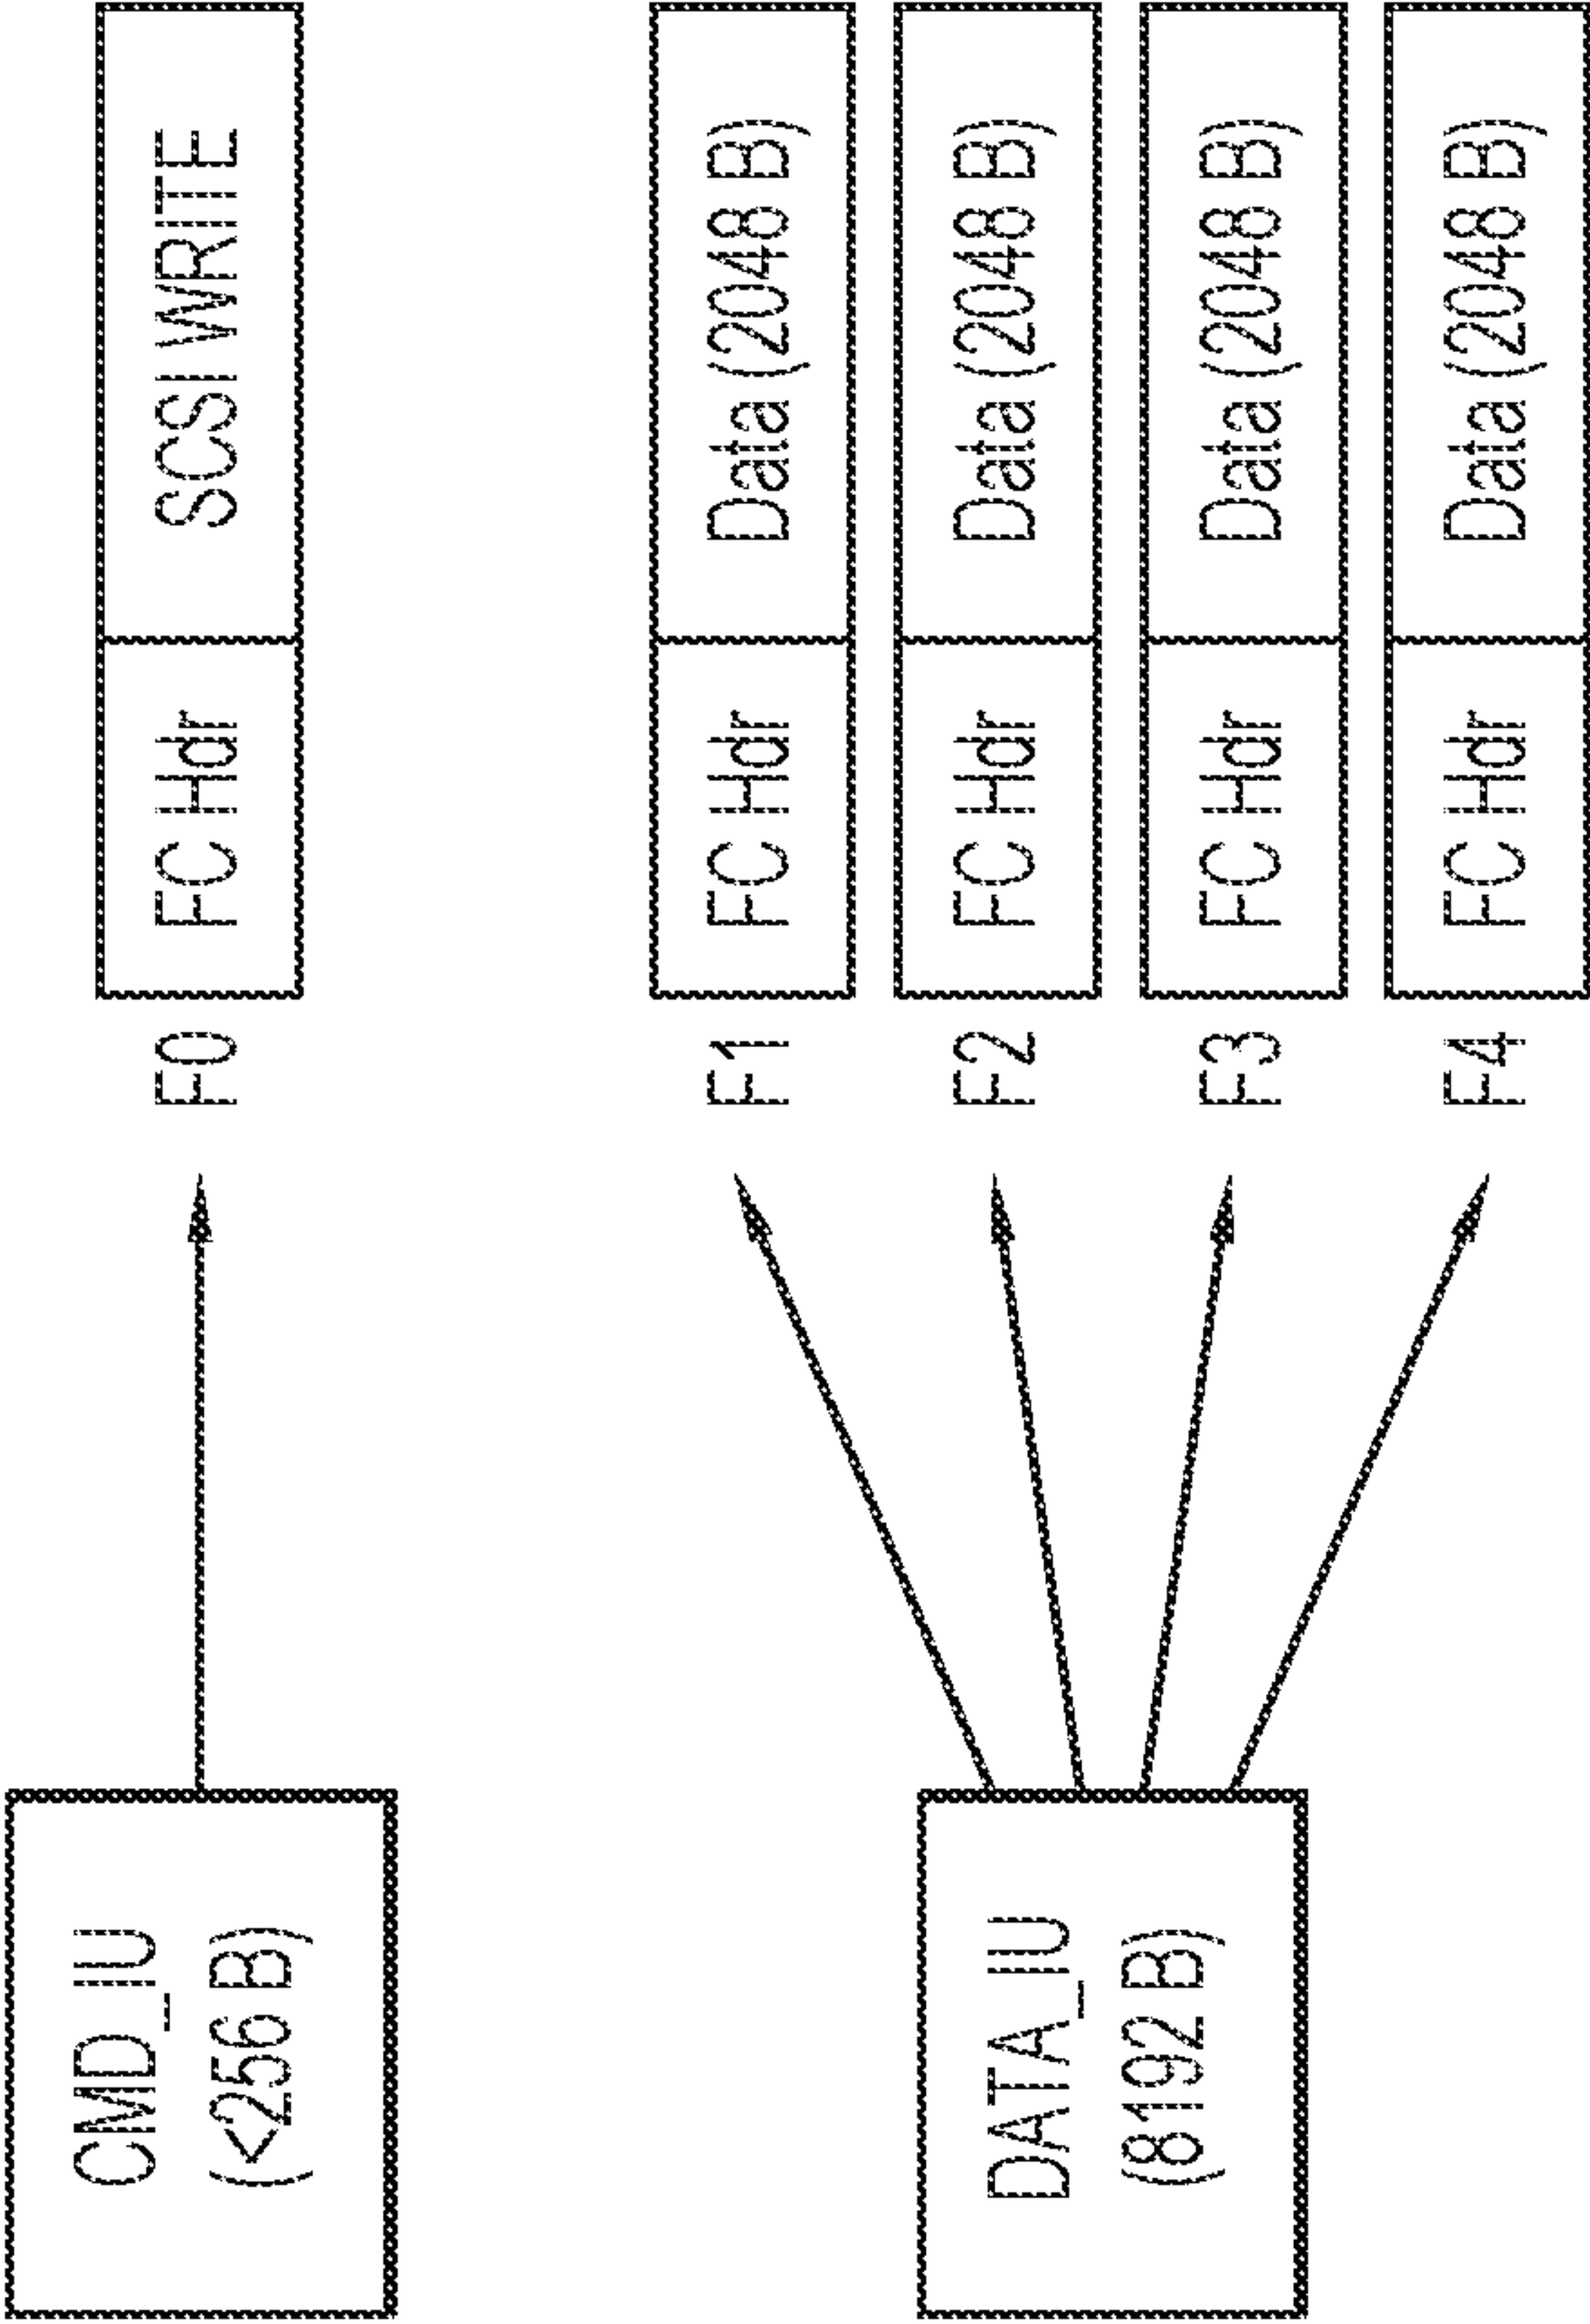 CMD_IU
(<256 B)
F0 FC Hdr SCSI WRITE
DATA_IU
(8192 B)
F1 FC Hdr Data (2048 B)
F2 FC Hdr Data (2048 B)
F3 FC Hdr Data (2048 B)
F4 FC Hdr Data (2048 B)